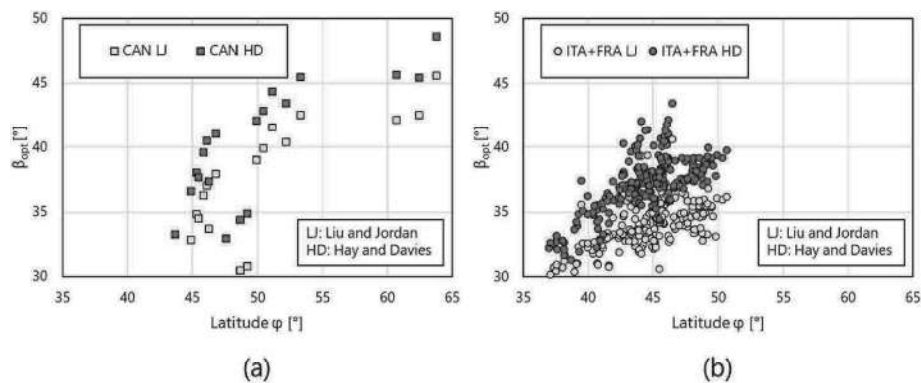 CAN LJ CAN HD
50
45
40
35
30
βopt [°]
LJ: Liu and Jordan
HD: Hay and Davies
35 40 45 50 55 60 65
Latitude φ [°]
(a)
ITA+FRA LJ ITA+FRA HD
50
45
40
35
30
βopt [°]
LJ: Liu and Jordan
HD: Hay and Davies
35 40 45 50 55 60 65
Latitude φ [°]
(b)